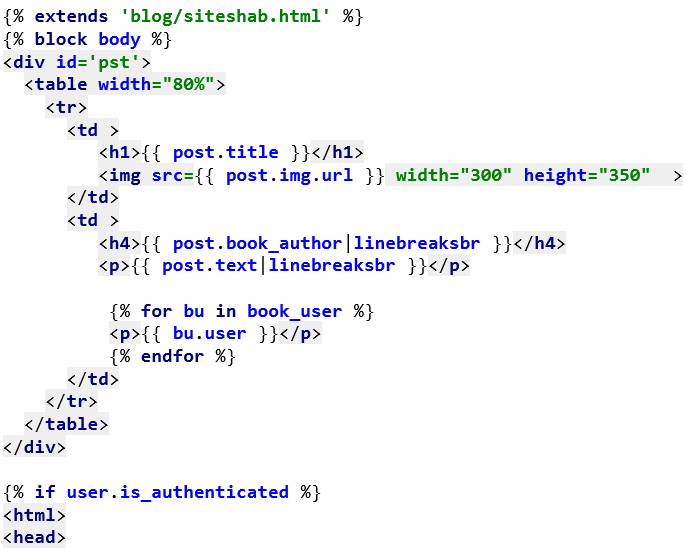 {% extends 'blog/siteshab.html' %}
{% block body %}
<div id='pst'>
  <table width="80%">
    <tr>
      <td >
         <h1>{{ post.title }}</h1>
         <img src={{ post.img.url }} width="300" height="350"  >
      </td>
      <td >
         <h4>{{ post.book_author|linebreaksbr }}</h4>
         <p>{{ post.text|linebreaksbr }}</p>

          {% for bu in book_user %}
          <p>{{ bu.user }}</p>
          {% endfor %}
      </td>
    </tr>
  </table>
</div>

{% if user.is_authenticated %}
<html>
<head>